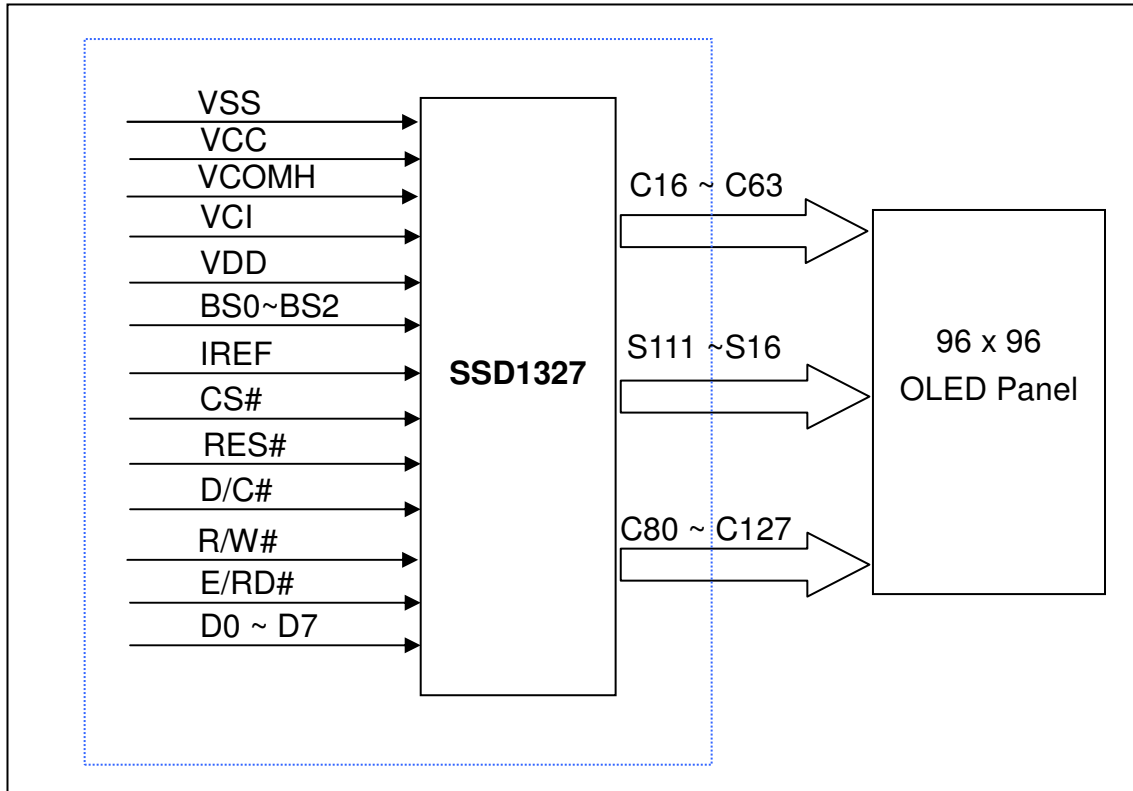 VSS
VCC
VCOMH
VCI
VDD
BS0~BS2
IREF
CS#
RES#
D/C#
R/W#
E/RD#
D0 ~ D7
SSD1327
C16 ~ C63
S111 ~S16
C80 ~ C127
96 x 96
OLED Panel